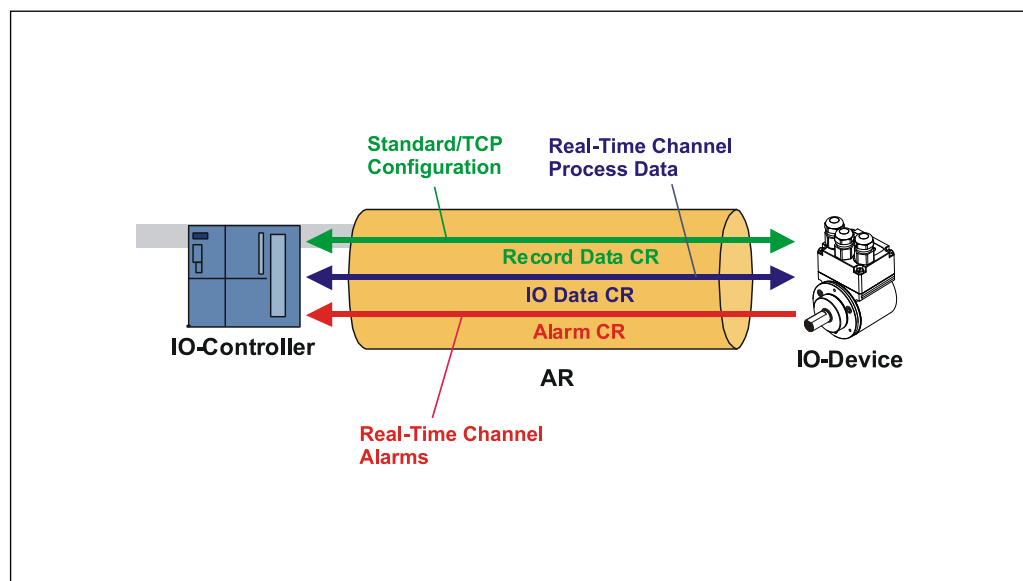 Standard/TCP
Configuration
Real-Time Channel
Process Data
Record Data CR
IO Data CR
Alarm CR
IO-Controller
IO-Device
AR
Real-Time Channel
Alarms